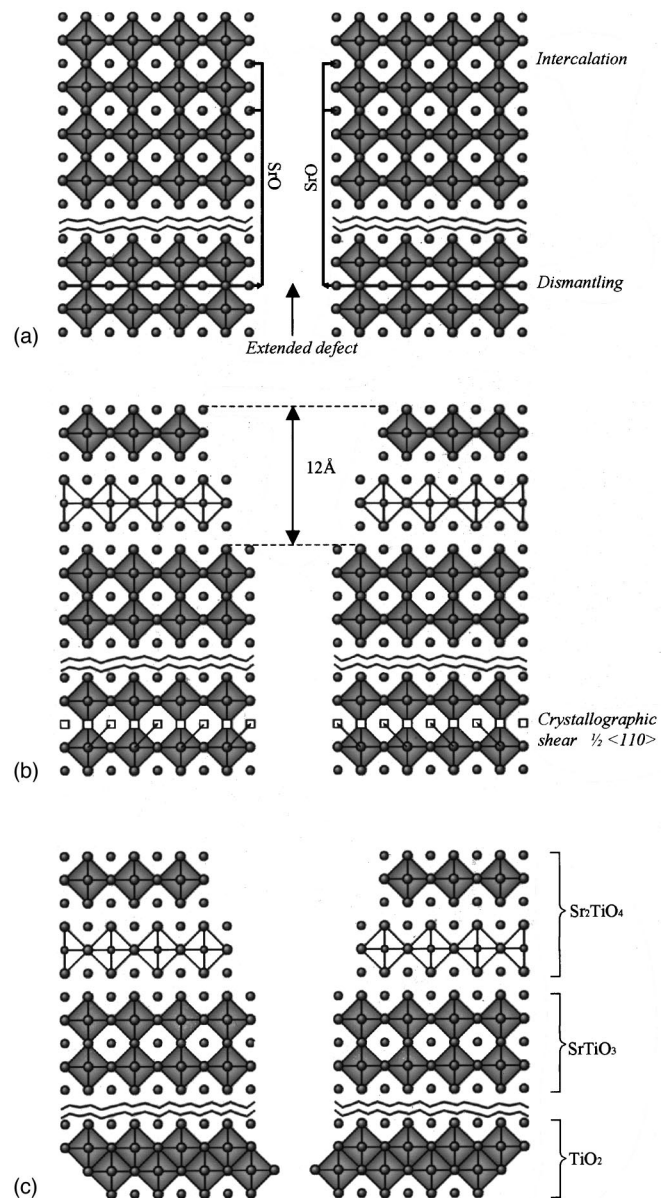 Intercalation
SrO
SrO
Dismantling
(a)
Extended defect
12Å
Crystallographic
shear ½ <110>
(b)
Sr₂TiO₄
SrTiO₃
TiO₂
(c)